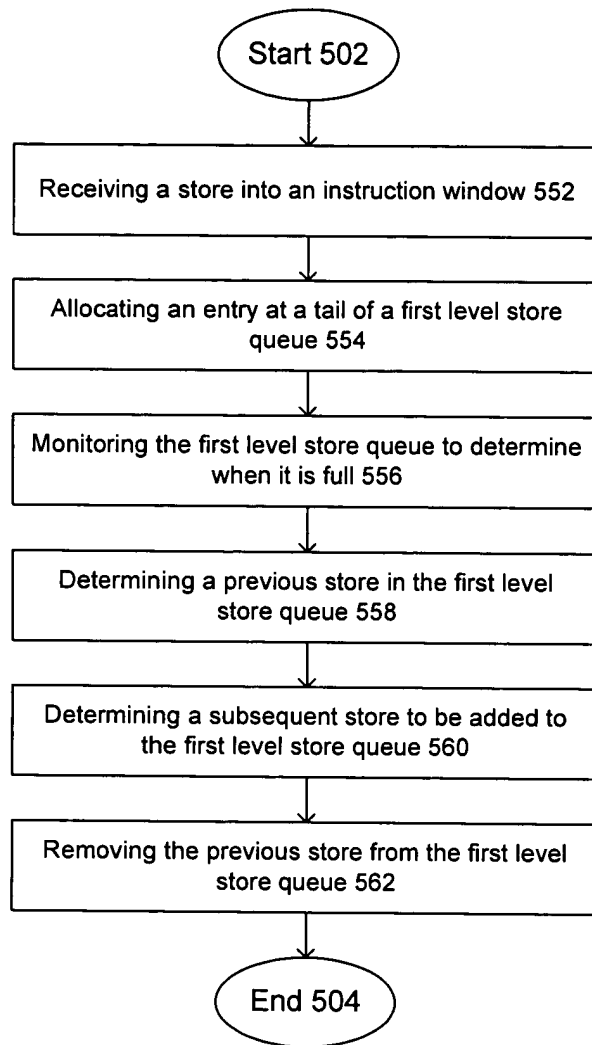 Start 502
Receiving a store into an instruction window 552
Allocating an entry at a tail of a first level store
queue 554
Monitoring the first level store queue to determine
when it is full 556
Determining a previous store in the first level
store queue 558
Determining a subsequent store to be added to
the first level store queue 560
Removing the previous store from the first level
store queue 562
End 504